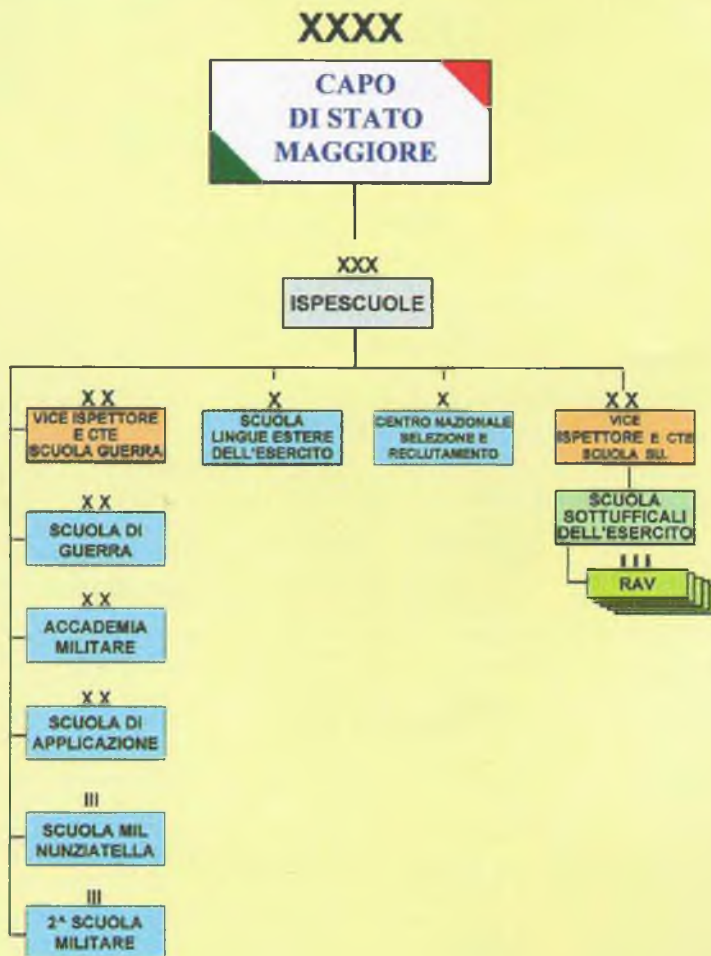 XXXX
CAPO
DI STATO
MAGGIORE
XXX
ISPESCUOLE
X X
VICE ISPETTORE
E CTE
SCUOLA GUERRA
X
SCUOLA
LINGUE ESTERE
DELL'ESERCITO
X
CENTRO NAZIONALE
SELEZIONE E
RECLUTAMENTO
X X
VICE
ISPETTORE E CTE
SCUOLA SU.
SCUOLA
SOTTUFFICALI
DELL'ESERCITO
III
RAV
X X
SCUOLA DI
GUERRA
X X
ACCADEMIA
MILITARE
X X
SCUOLA DI
APPLICAZIONE
III
SCUOLA MIL
NUNZIATELLA
III
2^ SCUOLA
MILITARE